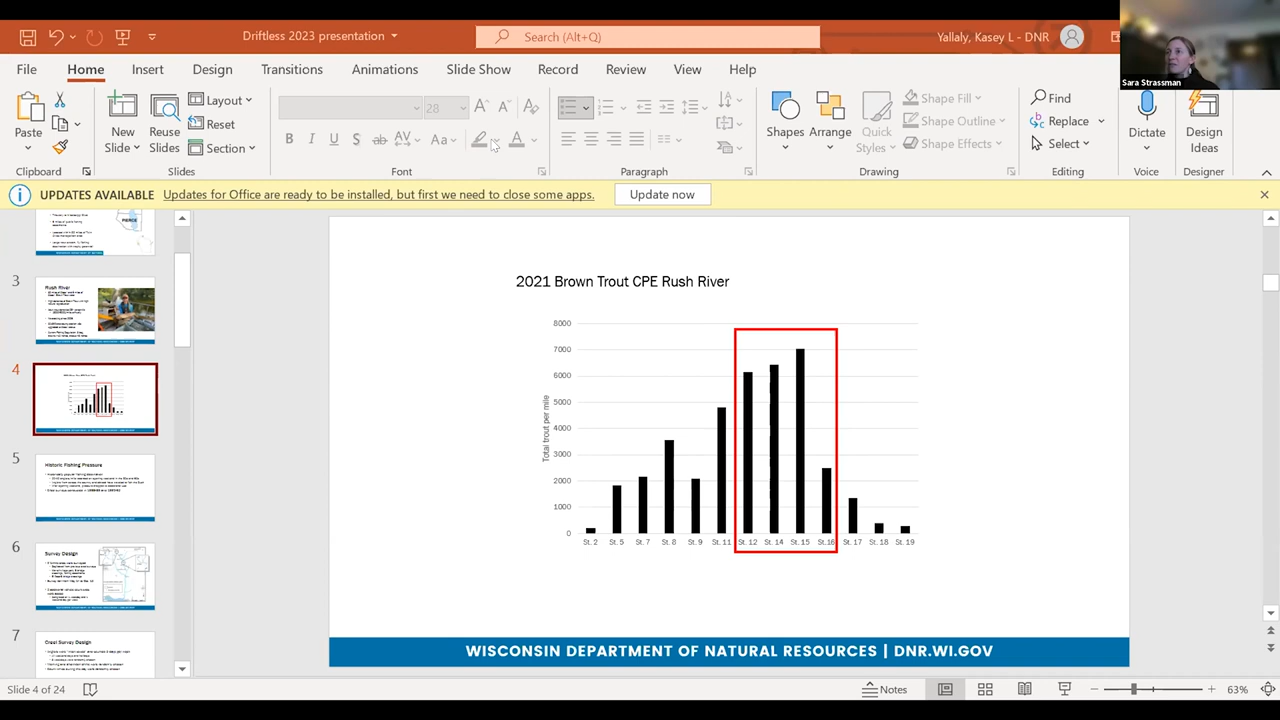 Driftless 2023 presentation
Search (Alt+Q)
Yallaly, Kasey L - DNR
Sara Strassman
File Home Insert Design Transitions Animations Slide Show Record Review View Help
Paste
New Slide
Reuse Slides
Layout
Reset
Section
28
Aa
Shapes
Arrange
Quick Styles
Shape Fill
Shape Outline
Shape Effects
Find
Replace
Select
Dictate
Design Ideas
Clipboard Slides Font Paragraph Drawing Editing Voice Designer
UPDATES AVAILABLE Updates for Office are ready to be installed, but first we need to close some apps. Update now
PIERCE
3
Rush River
4
5
Historic Fishing Pressure
6
Survey Design
7
Creel Survey Design
2021 Brown Trout CPE Rush River
Total trout per mile
8000
7000
6000
5000
4000
3000
2000
1000
0
St. 2 St. 5 St. 7 St. 8 St. 9 St. 11 St. 12 St. 14 St. 15 St. 16 St. 17 St. 18 St. 19
WISCONSIN DEPARTMENT OF NATURAL RESOURCES | DNR.WI.GOV
Slide 4 of 24
Notes
63%